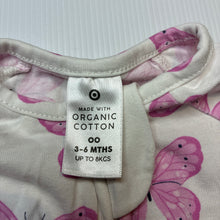 MADE WITH
ORGANIC
COTTON
00
3-6 MTHS
UP TO 8KGS